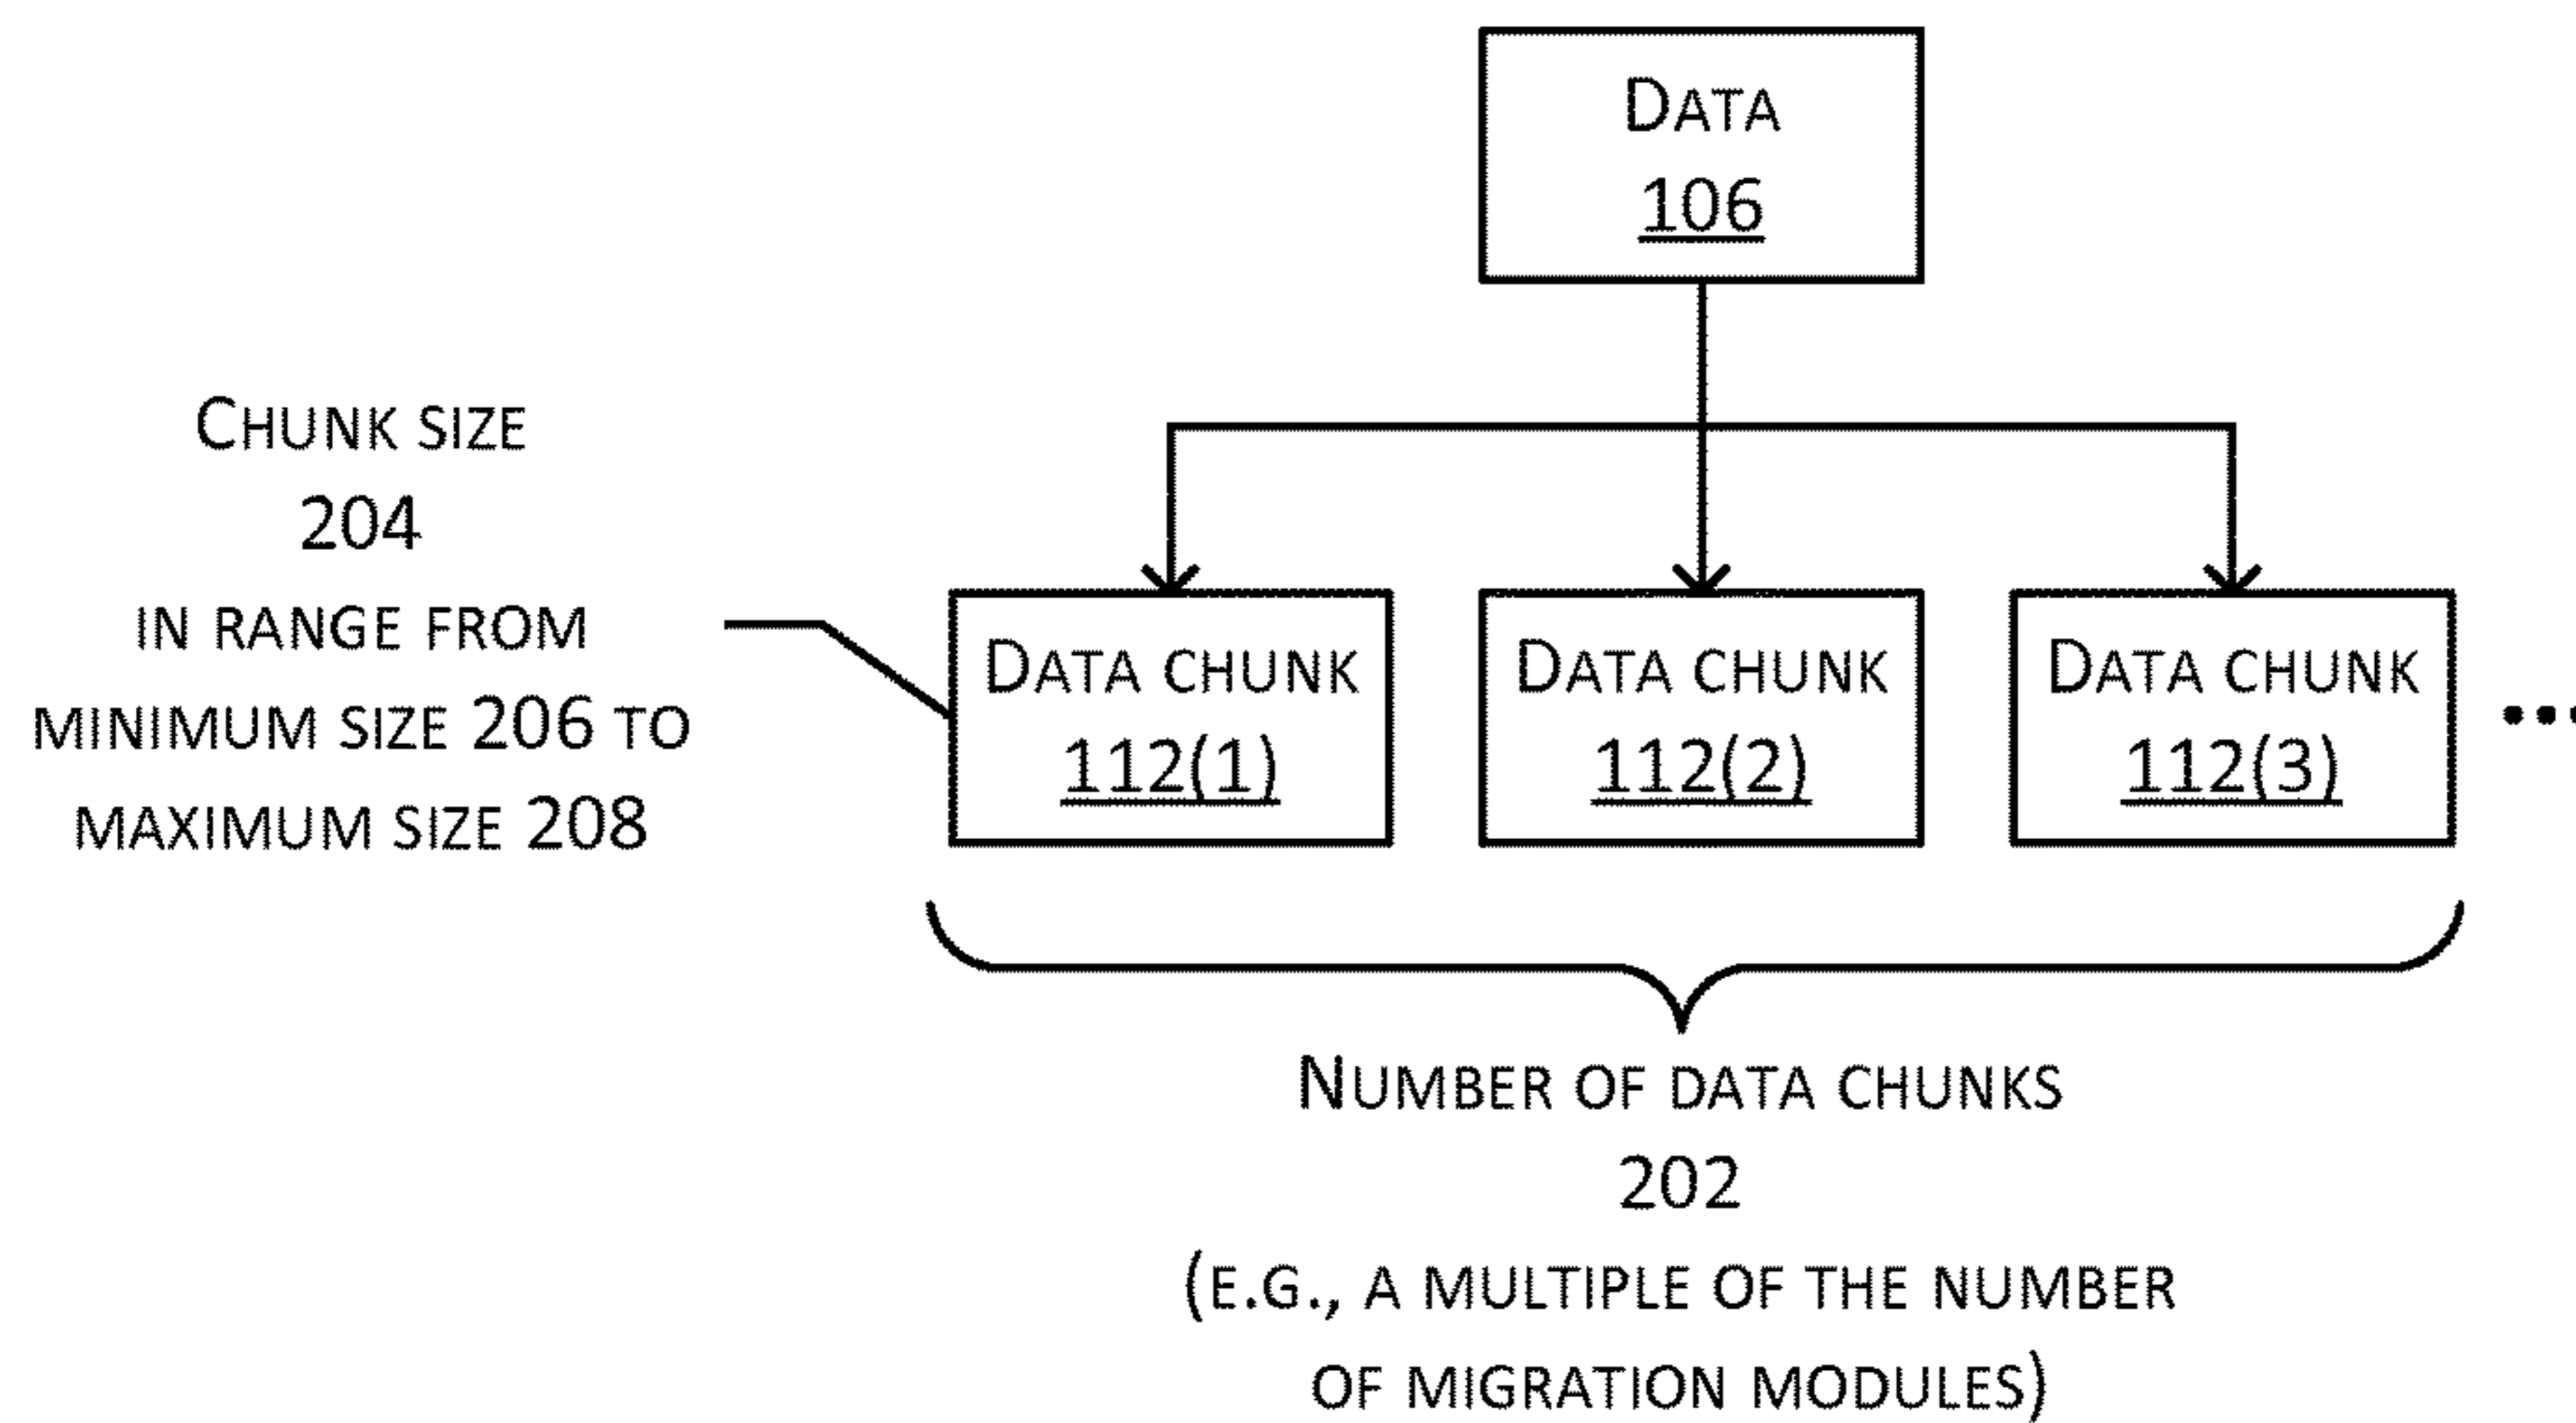 DATA
106
CHUNK SIZE
204
IN RANGE FROM
MINIMUM SIZE 206 TO
MAXIMUM SIZE 208
DATA CHUNK
112(1)
DATA CHUNK
112(2)
DATA CHUNK
112(3)
NUMBER OF DATA CHUNKS
202
(E.G., A MULTIPLE OF THE NUMBER
OF MIGRATION MODULES)